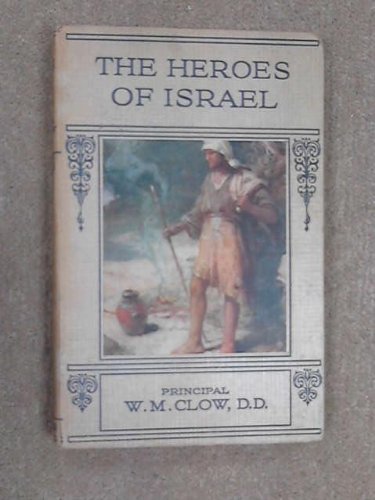 THE HEROES
OF ISRAEL
PRINCIPAL
W. M. CLOW, D.D.